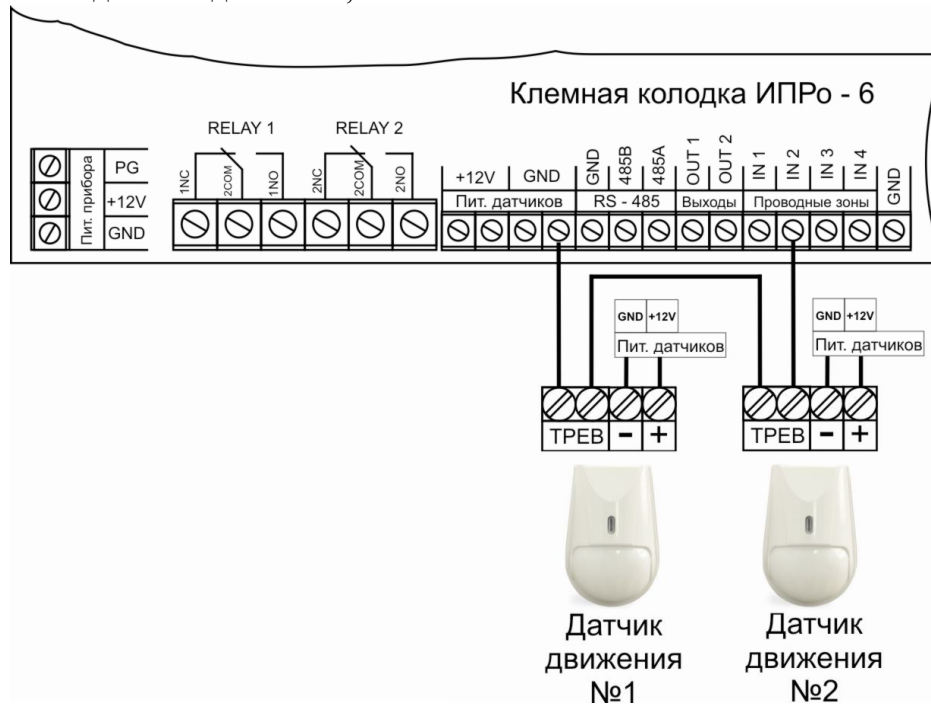 Клемная колодка ИПРо - 6
RELAY 1
RELAY 2
Пит. прибора
PG
+12V
GND
1NC
2COM
1NO
2NC
2COM
2NO
+12V
GND
GND
485B
485A
OUT 1
OUT 2
IN 1
IN 2
IN 3
IN 4
GND
Пит. датчиков
RS - 485
Выходы
Проводные зоны
GND +12V
Пит. датчиков
GND +12V
Пит. датчиков
ТРЕВ - +
ТРЕВ - +
Датчик
движения
№1
Датчик
движения
№2